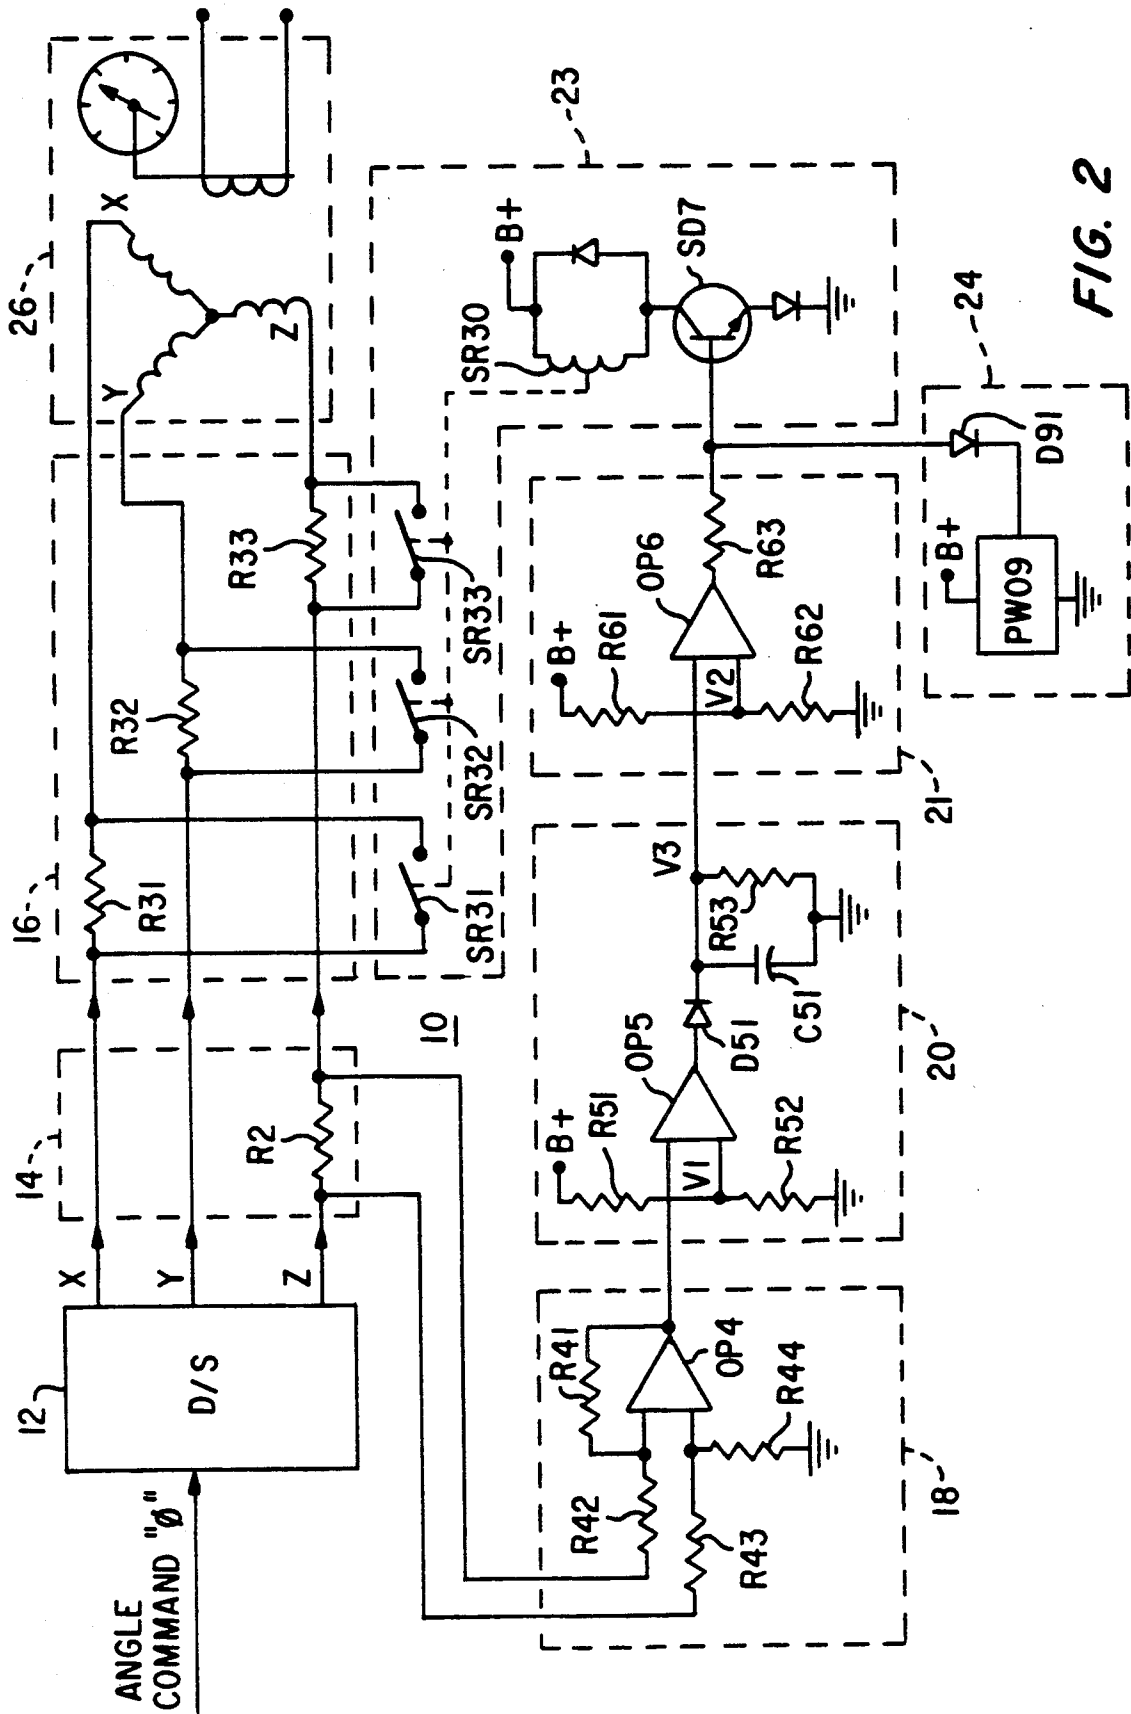 ANGLE
COMMAND "ø"
12
D/S
X
Y
Z
14
R2
16
R31
R32
R33
26
X
Y
Z
10
SR31
SR32
SR33
SR30
B+
SD7
23
18
R41
R42
R43
R44
OP4
20
B+
R51
V1
R52
OP5
D51
C51
R53
V3
21
B+
R61
V2
R62
OP6
R63
24
B+
PW09
D91
FIG. 2